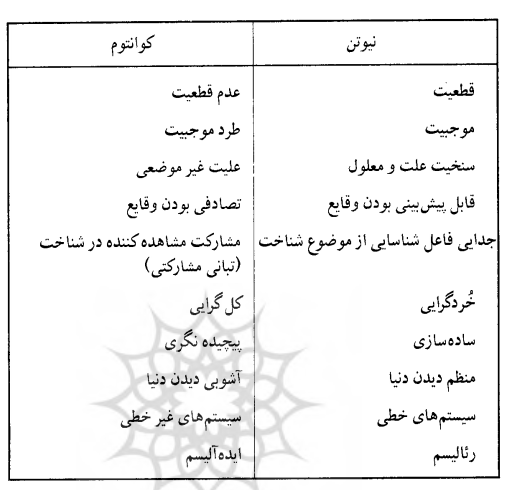 نیوتن کوانتوم
قطعیت عدم قطعیت
موجبیت طرد موجبیت
سنخیت علت و معلول علیت غیر موضعی
قابل پیش‌بینی بودن وقایع تصادفی بودن وقایع
جدایی فاعل شناسایی از موضوع شناخت مشارکت مشاهده کننده در شناخت
(تبانی مشارکتی)
خُردگرایی کل گرایی
ساده‌سازی پیچیده نگری
منظم دیدن دنیا آشوبی دیدن دنیا
سیستم‌های خطی سیستم‌های غیر خطی
رئالیسم ایده‌آلیسم